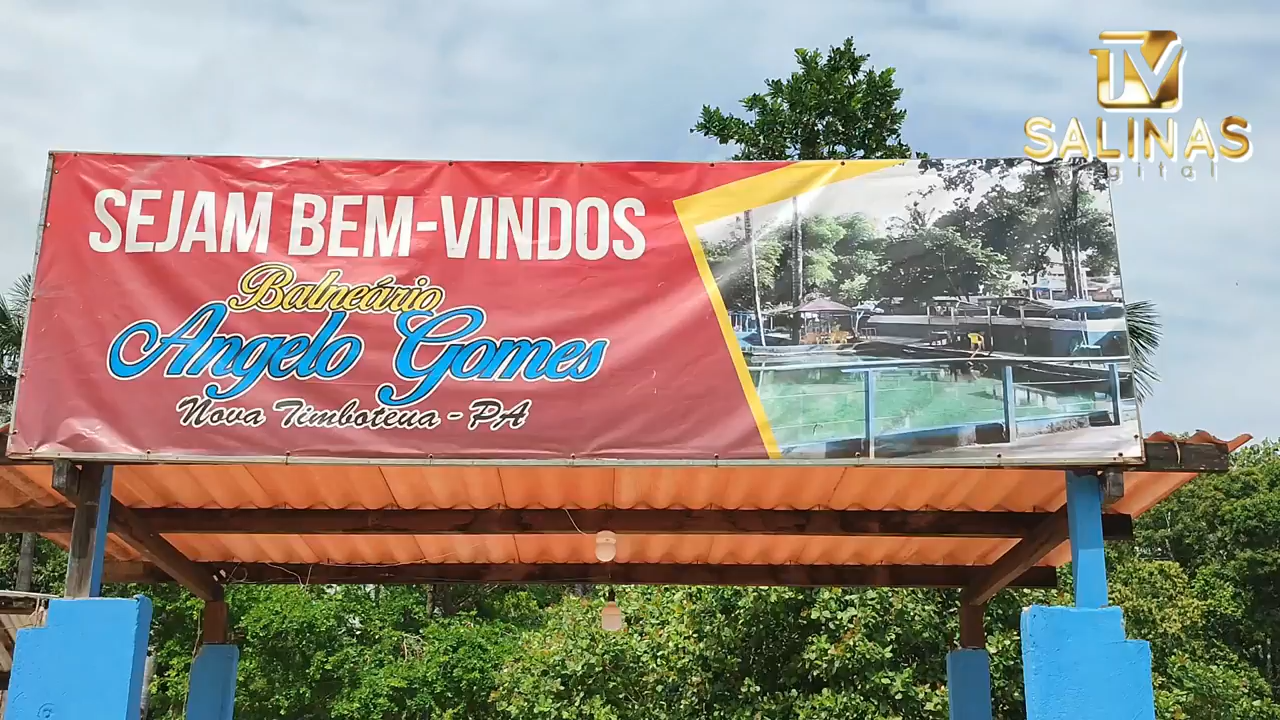 SEJAM BEM-VINDOS
Balneário
Angelo Gomes
Nova Timboteua - PA
TV
SALINAS
digital